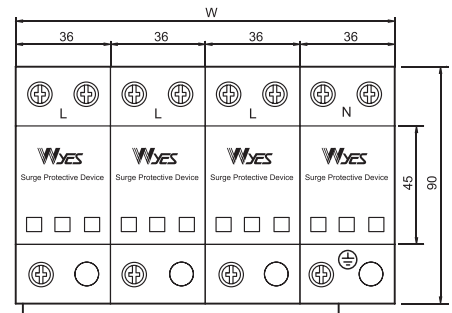 W
36 36 36 36
L L L N
WYES WYES WYES WYES
Surge Protective Device Surge Protective Device Surge Protective Device Surge Protective Device
45
90